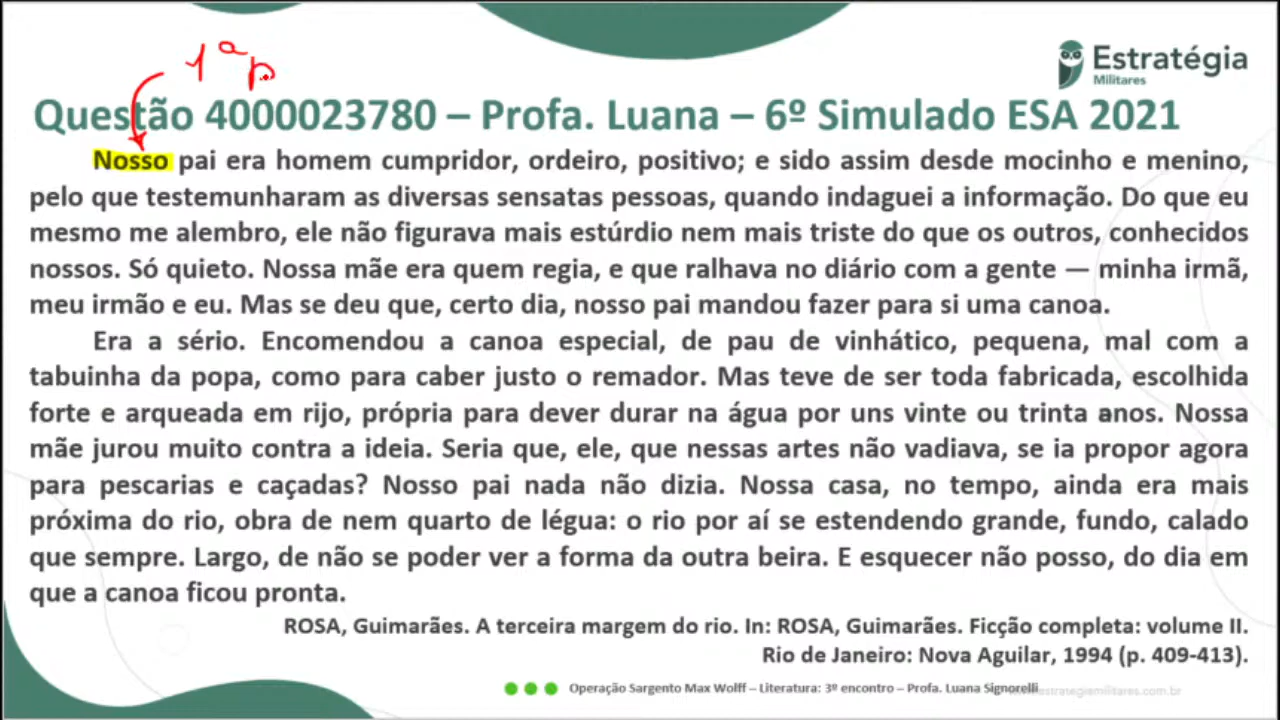 1ª p.
Estratégia
Militares
Questão 4000023780 – Profa. Luana – 6º Simulado ESA 2021
Nosso pai era homem cumpridor, ordeiro, positivo; e sido assim desde mocinho e menino,
pelo que testemunharam as diversas sensatas pessoas, quando indaguei a informação. Do que eu
mesmo me alembro, ele não figurava mais estúrdio nem mais triste do que os outros, conhecidos
nossos. Só quieto. Nossa mãe era quem regia, e que ralhava no diário com a gente — minha irmã,
meu irmão e eu. Mas se deu que, certo dia, nosso pai mandou fazer para si uma canoa.
Era a sério. Encomendou a canoa especial, de pau de vinhático, pequena, mal com a
tabuinha da popa, como para caber justo o remador. Mas teve de ser toda fabricada, escolhida
forte e arqueada em rijo, própria para dever durar na água por uns vinte ou trinta anos. Nossa
mãe jurou muito contra a ideia. Seria que, ele, que nessas artes não vadiava, se ia propor agora
para pescarias e caçadas? Nosso pai nada não dizia. Nossa casa, no tempo, ainda era mais
próxima do rio, obra de nem quarto de légua: o rio por aí se estendendo grande, fundo, calado
que sempre. Largo, de não se poder ver a forma da outra beira. E esquecer não posso, do dia em
que a canoa ficou pronta.
ROSA, Guimarães. A terceira margem do rio. In: ROSA, Guimarães. Ficção completa: volume II.
Rio de Janeiro: Nova Aguilar, 1994 (p. 409-413).
Operação Sargento Max Wolff – Literatura: 3º encontro – Profa. Luana Signorelli
estrategiamilitares.com.br